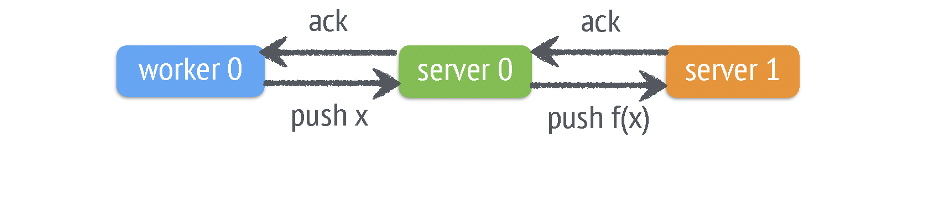 ack
ack
worker 0
server 0
server 1
push x
push f(x)